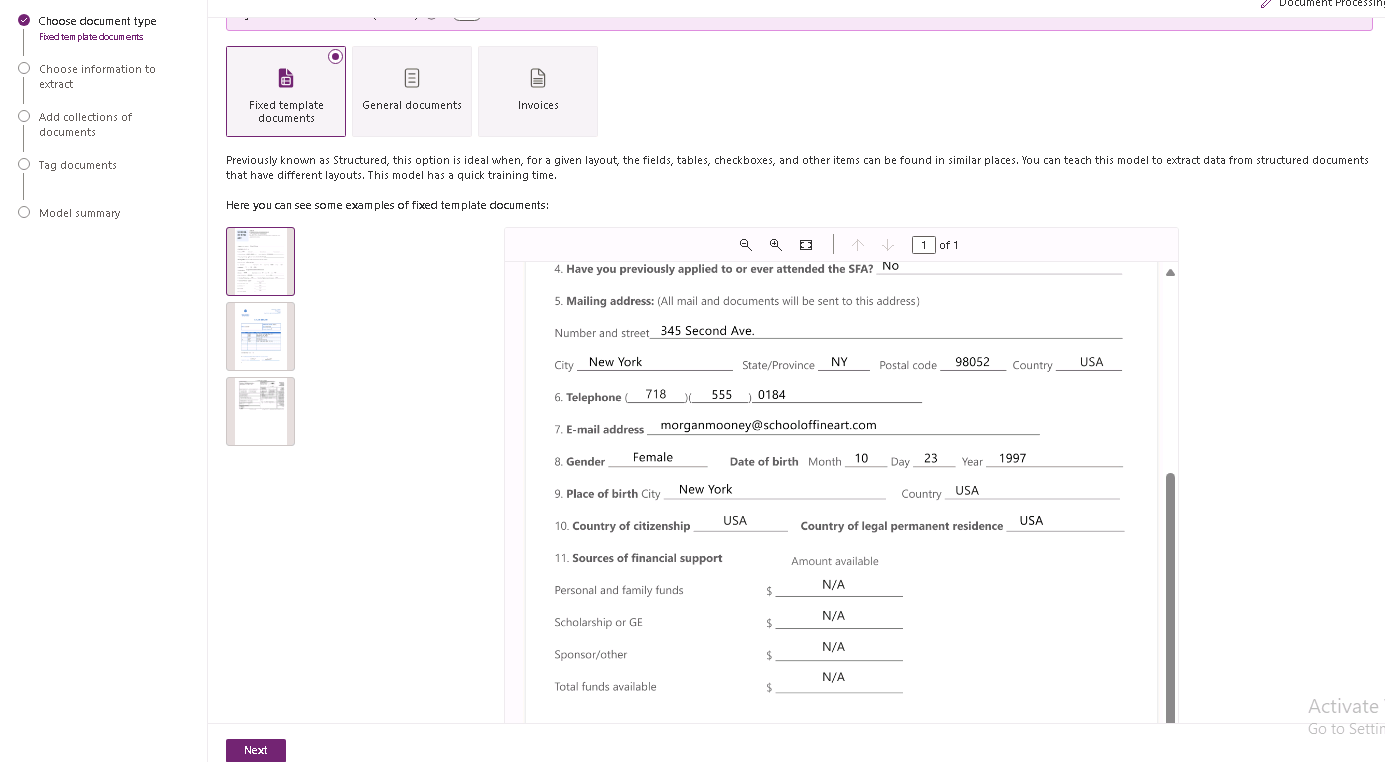 Document Processing
Choose document type
Fixed template documents
Choose information to
extract
Add collections of
documents
Tag documents
Model summary
Fixed template
documents
General documents
Invoices
Previously known as Structured, this option is ideal when, for a given layout, the fields, tables, checkboxes, and other items can be found in similar places. You can teach this model to extract data from structured documents
that have different layouts. This model has a quick training time.
Here you can see some examples of fixed template documents:
1 of 1
4. Have you previously applied to or ever attended the SFA? No
5. Mailing address: (All mail and documents will be sent to this address)
Number and street 345 Second Ave.
City New York State/Province NY Postal code 98052 Country USA
6. Telephone ( 718 )( 555 ) 0184
7. E-mail address morganmooney@schooloffineart.com
8. Gender Female Date of birth Month 10 Day 23 Year 1997
9. Place of birth City New York Country USA
10. Country of citizenship USA Country of legal permanent residence USA
11. Sources of financial support Amount available
Personal and family funds $ N/A
Scholarship or GE $ N/A
Sponsor/other $ N/A
Total funds available $ N/A
Next
Activate
Go to Settin